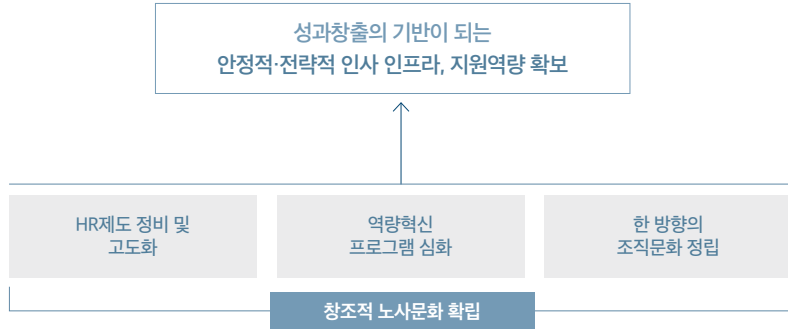 성과창출의 기반이 되는
안정적·전략적 인사 인프라, 지원역량 확보
HR제도 정비 및
고도화
역량혁신
프로그램 심화
한 방향의
조직문화 정립
창조적 노사문화 확립